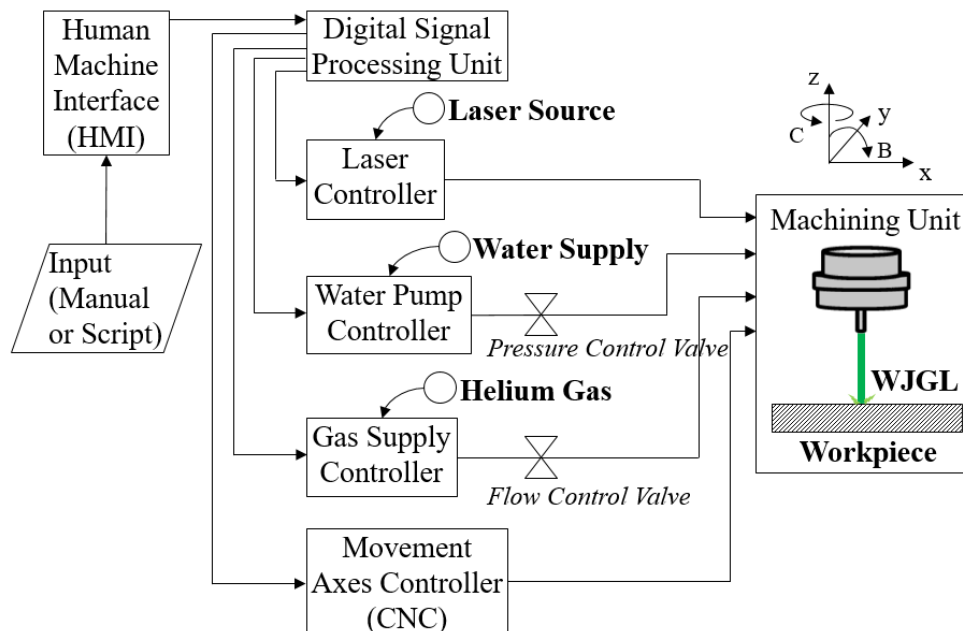 Human
Machine
Interface
(HMI)
Digital Signal
Processing Unit
Laser Source
Laser
Controller
z
y
C
B
x
Input
(Manual
or Script)
Water Supply
Water Pump
Controller
Pressure Control Valve
Machining Unit
WJGL
Workpiece
Helium Gas
Gas Supply
Controller
Flow Control Valve
Movement
Axes Controller
(CNC)